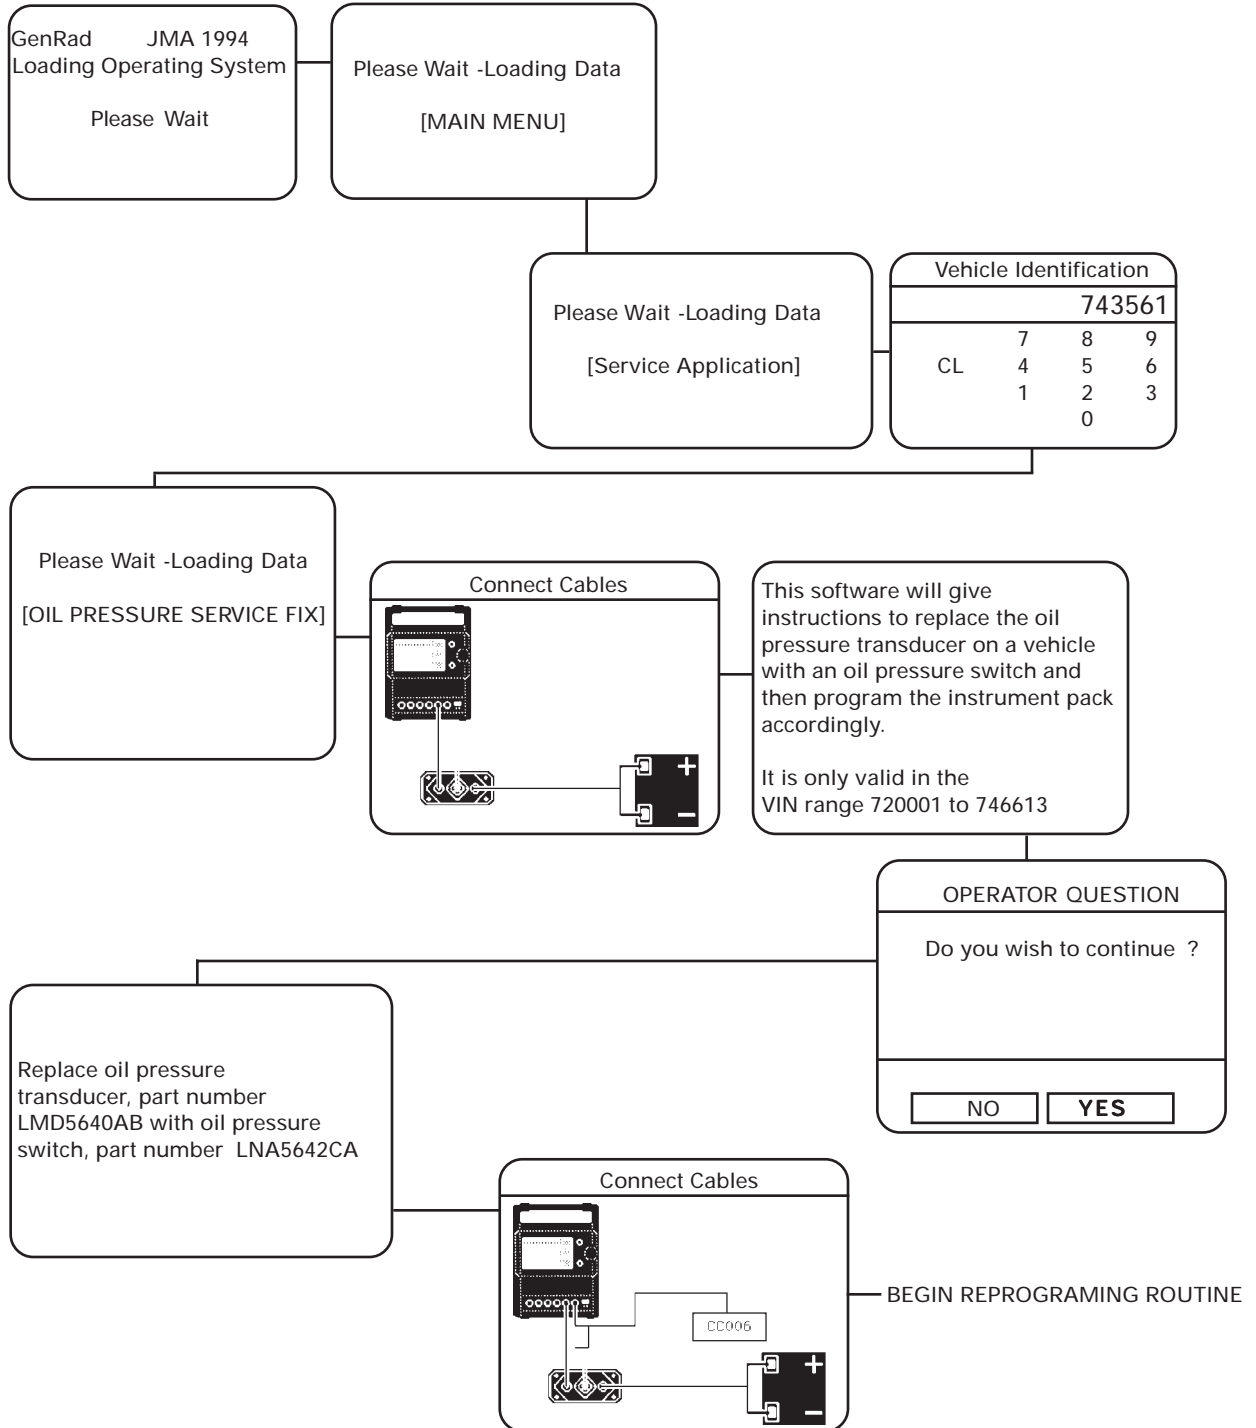 GenRad JMA 1994
Loading Operating System
Please Wait
Please Wait -Loading Data
[MAIN MENU]
Please Wait -Loading Data
[Service Application]
Vehicle Identification
743561
7 8 9
CL 4 5 6
1 2 3
0
Please Wait -Loading Data
[OIL PRESSURE SERVICE FIX]
Connect Cables
+
–
This software will give
instructions to replace the oil
pressure transducer on a vehicle
with an oil pressure switch and
then program the instrument pack
accordingly.
It is only valid in the
VIN range 720001 to 746613
OPERATOR QUESTION
Do you wish to continue ?
NO YES
Replace oil pressure
transducer, part number
LMD5640AB with oil pressure
switch, part number LNA5642CA
Connect Cables
CC006
+
–
BEGIN REPROGRAMING ROUTINE